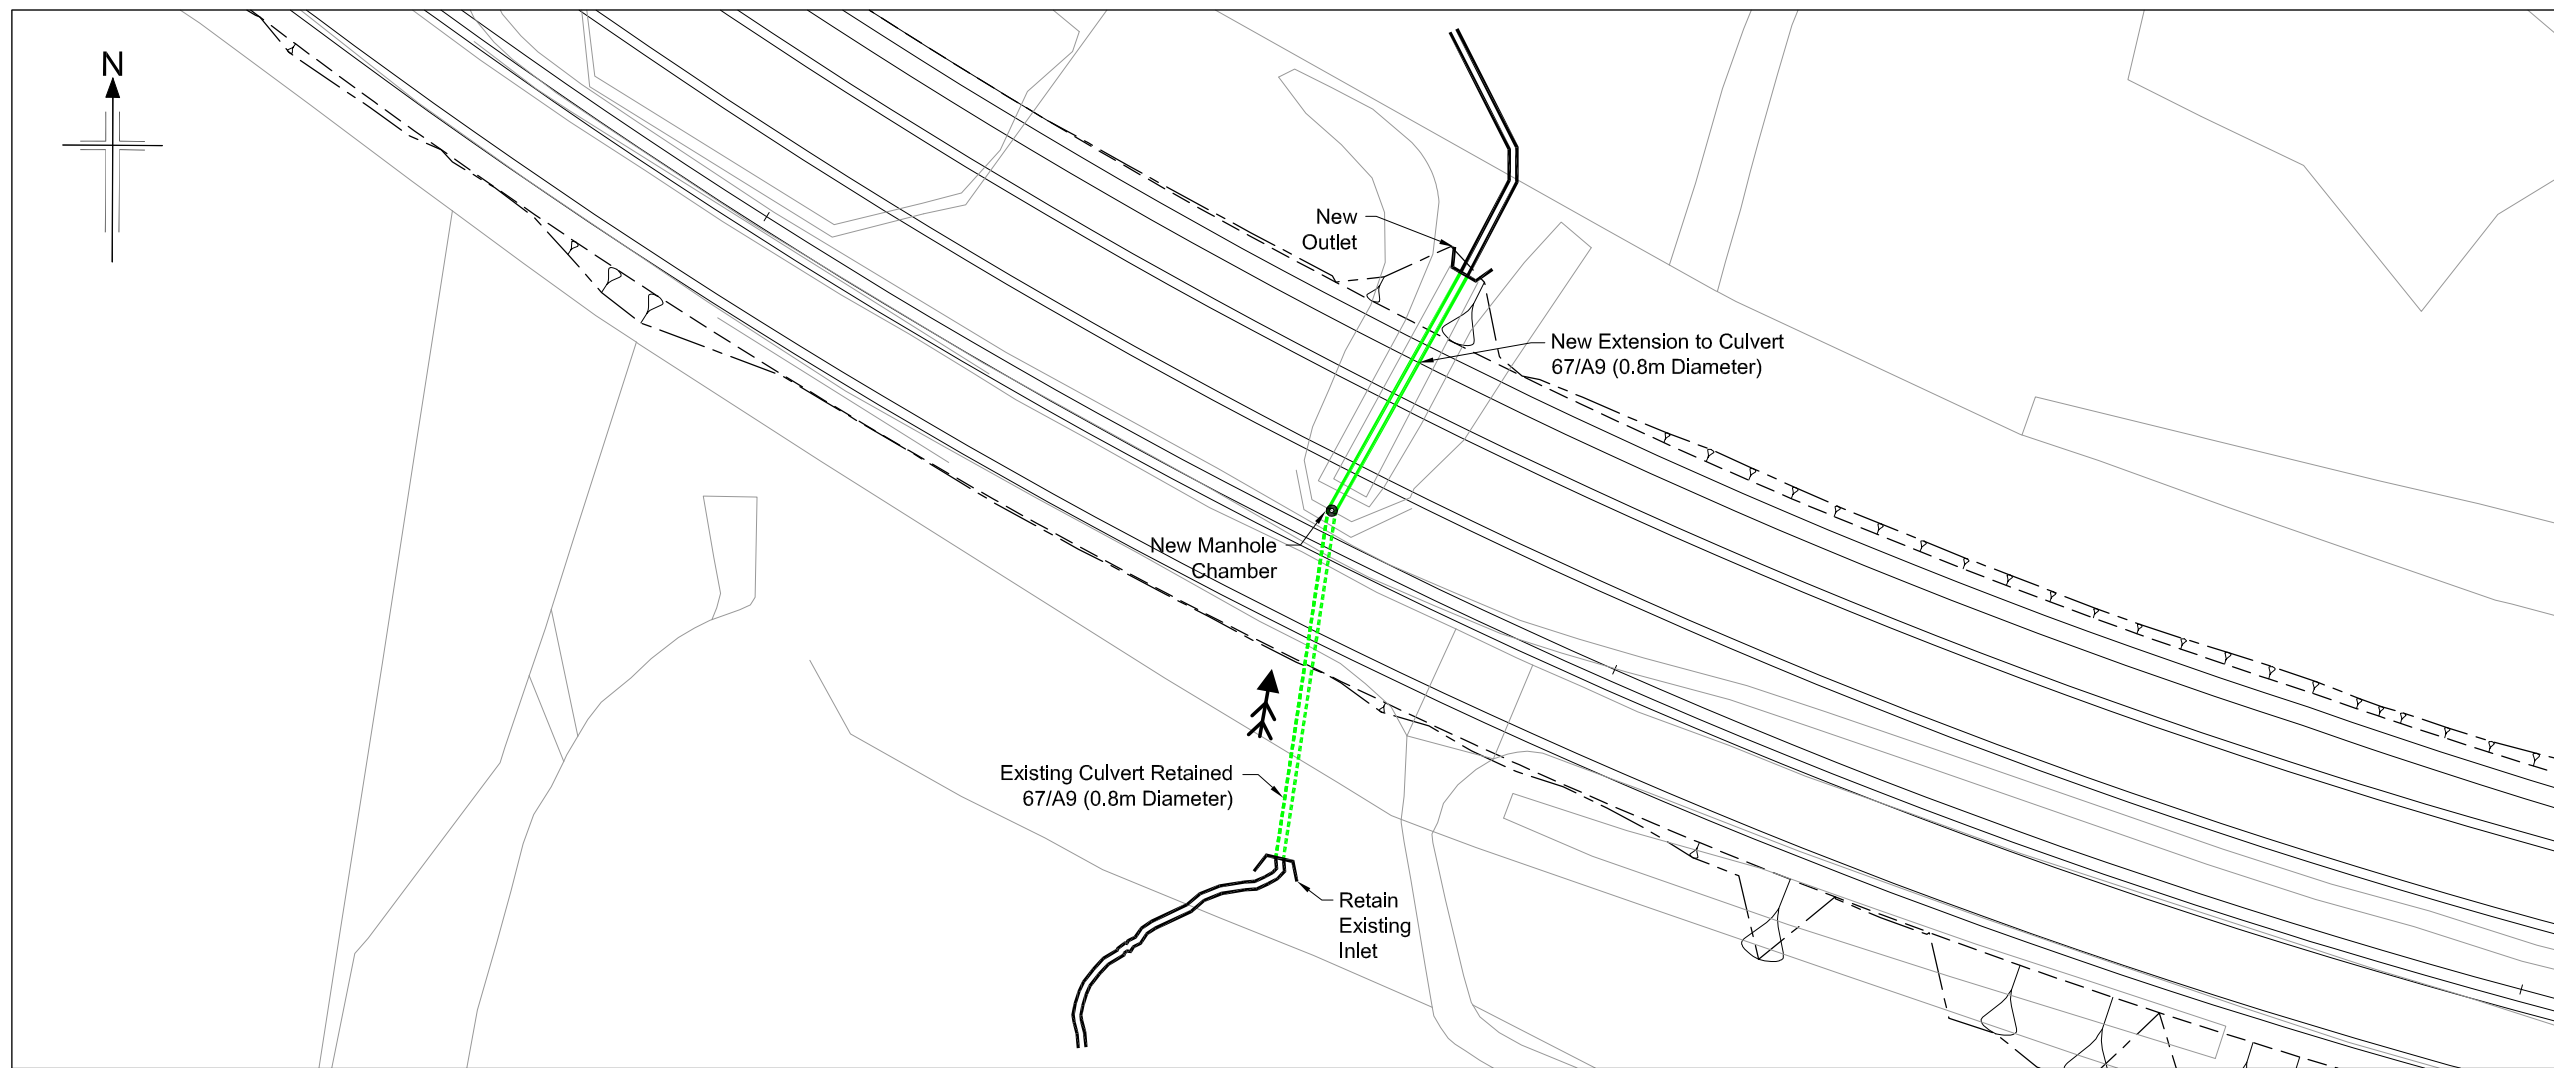 N
New
Outlet
New Extension to Culvert
67/A9 (0.8m Diameter)
New Manhole
Chamber
Existing Culvert Retained
67/A9 (0.8m Diameter)
Retain
Existing
Inlet